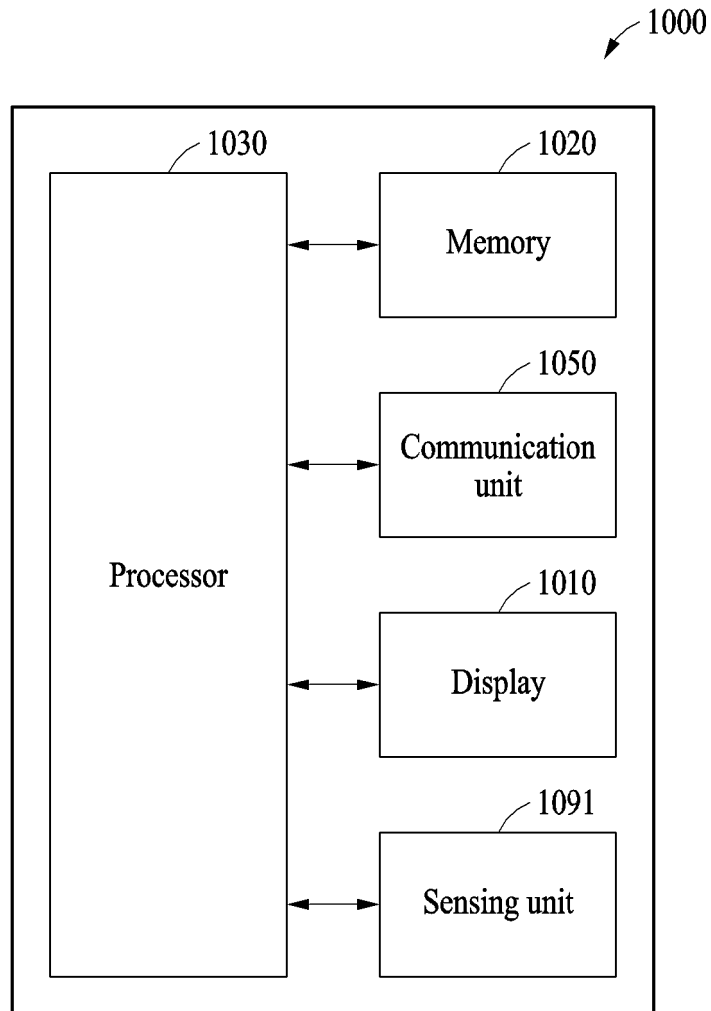 1000
1030
1020
Memory
1050
Communication
unit
Processor
1010
Display
1091
Sensing unit